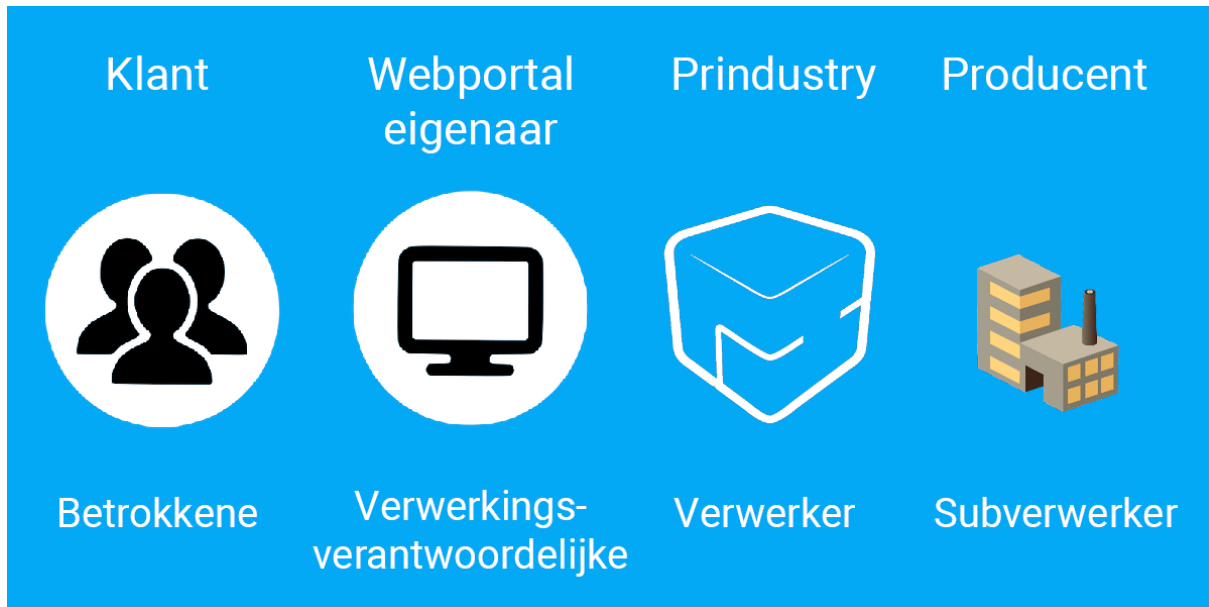 Klant
Webportal
eigenaar
Prindustry
Producent
Betrokkene
Verwerkings-
verantwoordelijke
Verwerker
Subverwerker